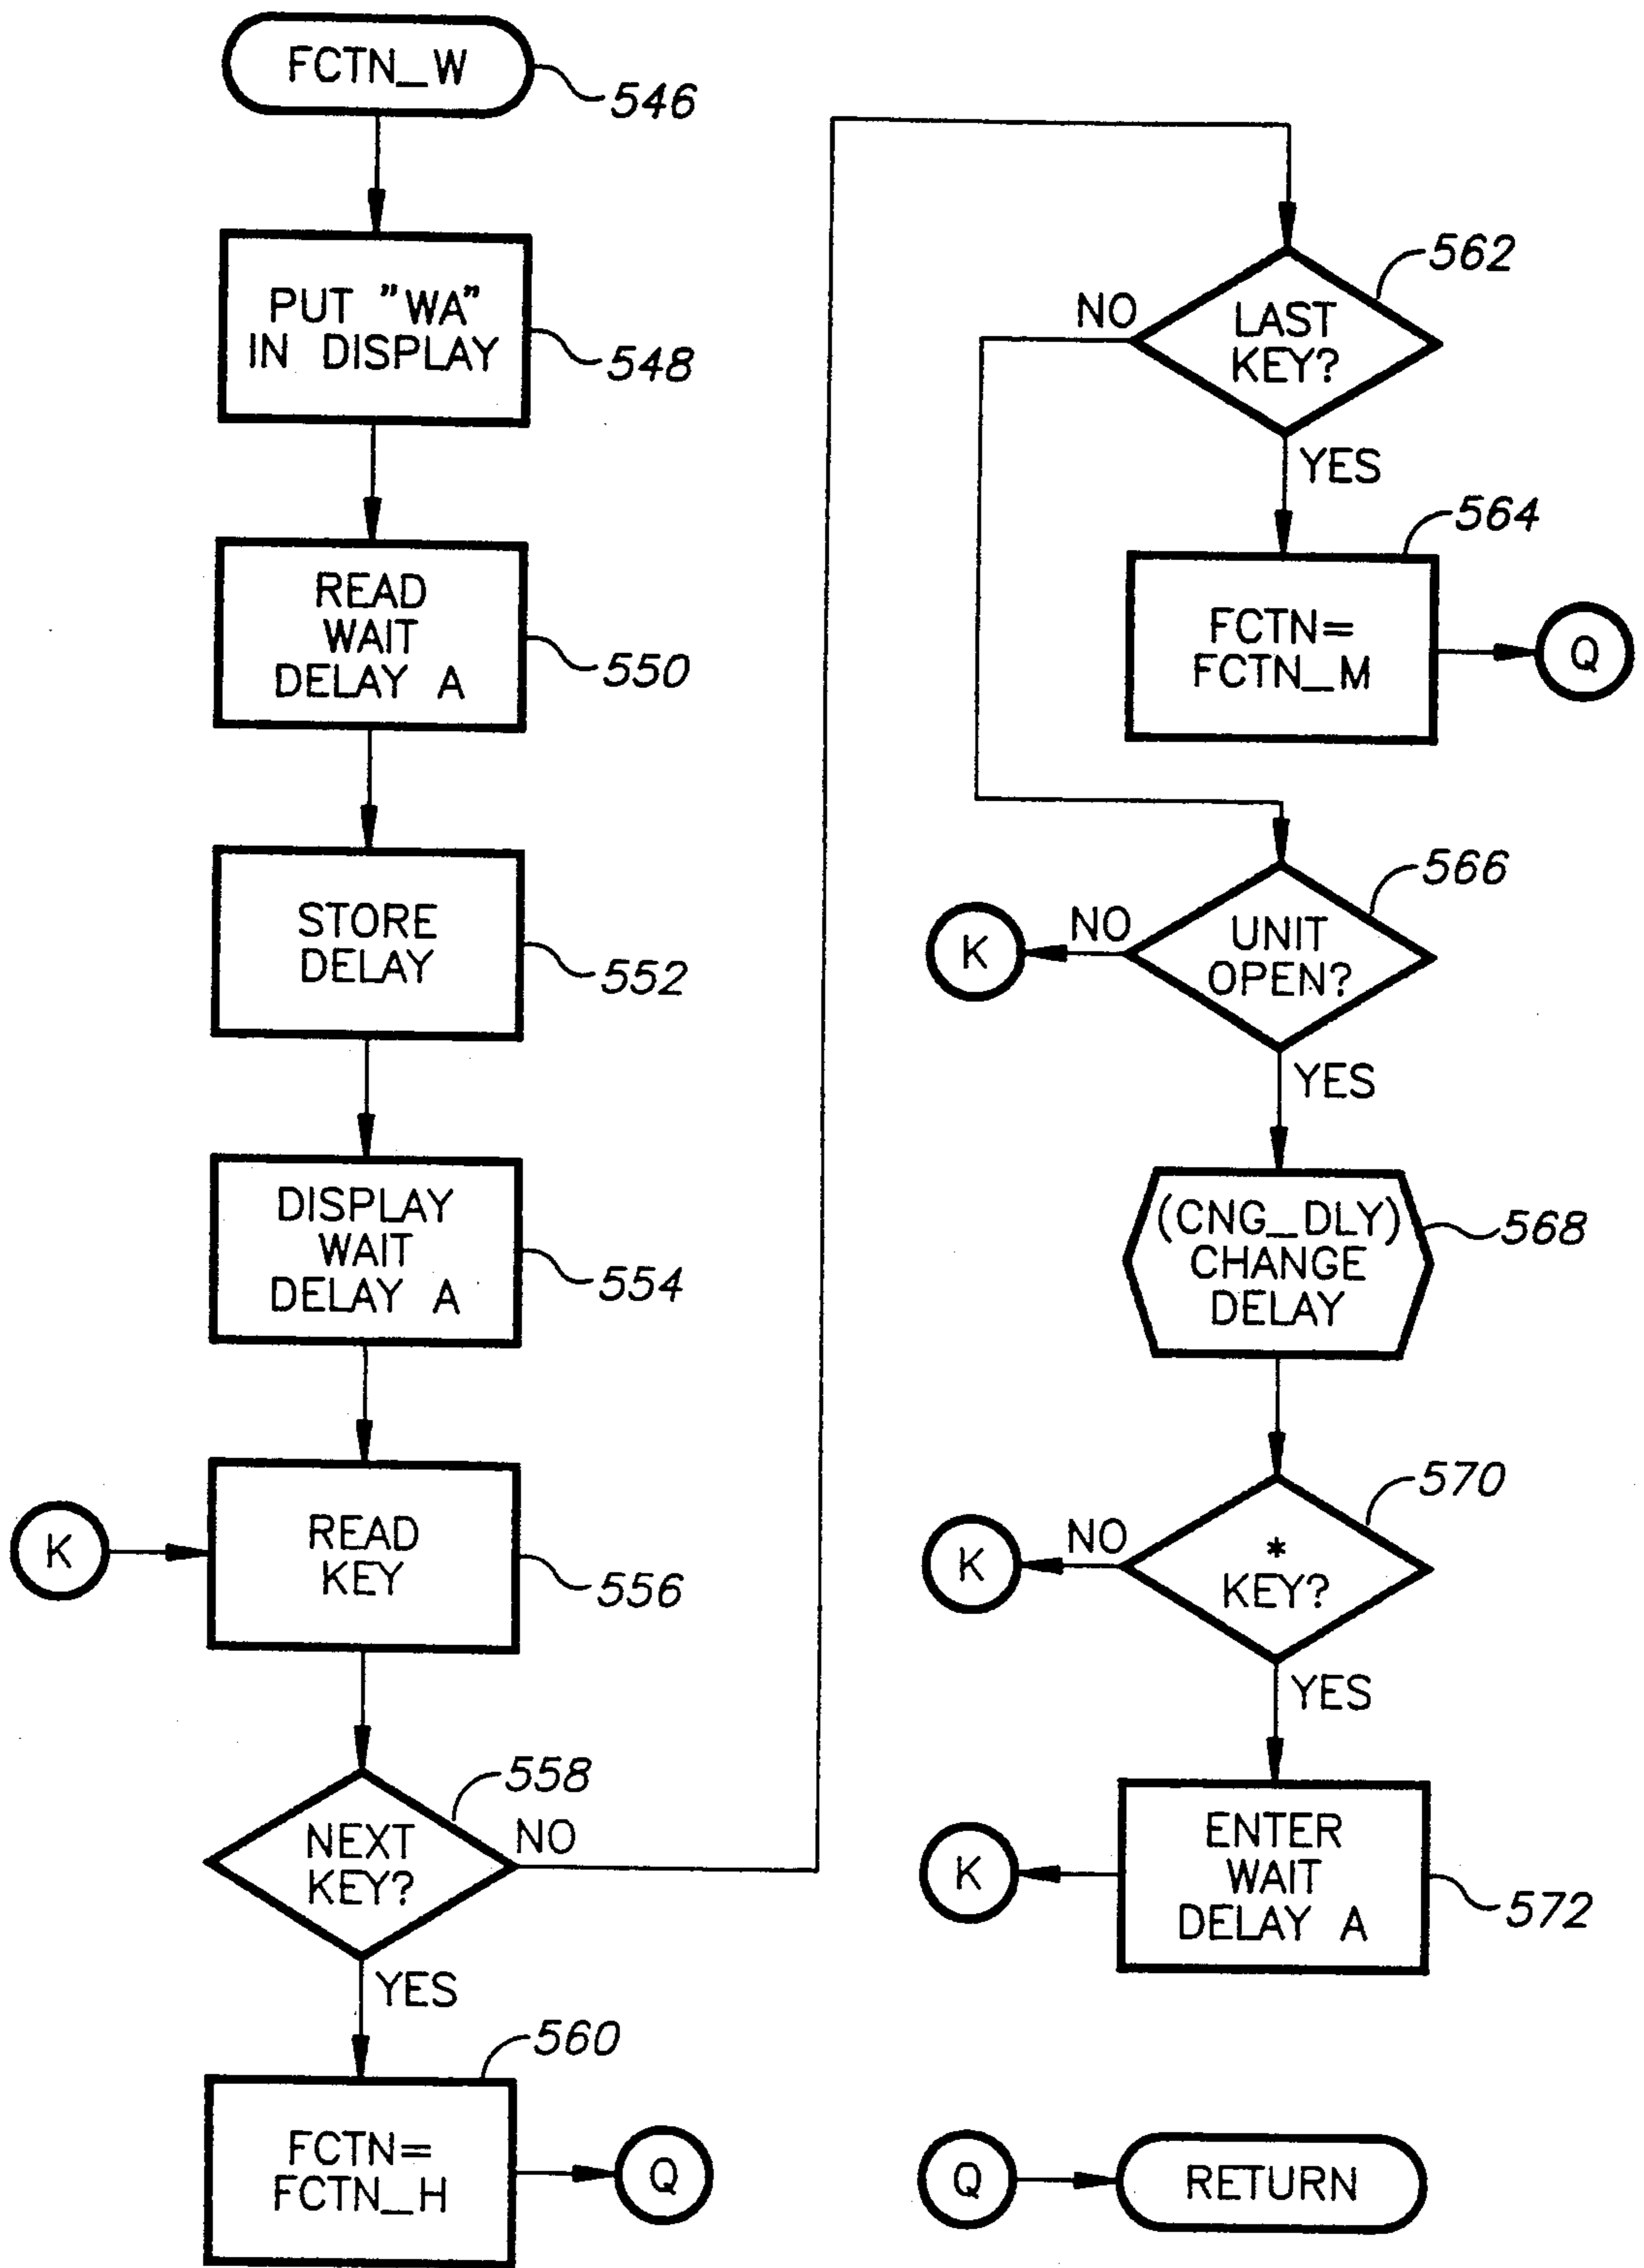 FCTN_W
546
PUT "WA"
IN DISPLAY
548
READ
WAIT
DELAY A
550
STORE
DELAY
552
DISPLAY
WAIT
DELAY A
554
K
READ
KEY
556
558
NEXT
KEY?
NO
YES
560
FCTN=
FCTN_H
Q
562
LAST
KEY?
NO
YES
564
FCTN=
FCTN_M
Q
566
UNIT
OPEN?
NO
K
YES
(CNG_DLY)
CHANGE
DELAY
568
570
*
KEY?
NO
K
YES
ENTER
WAIT
DELAY A
572
K
Q
RETURN